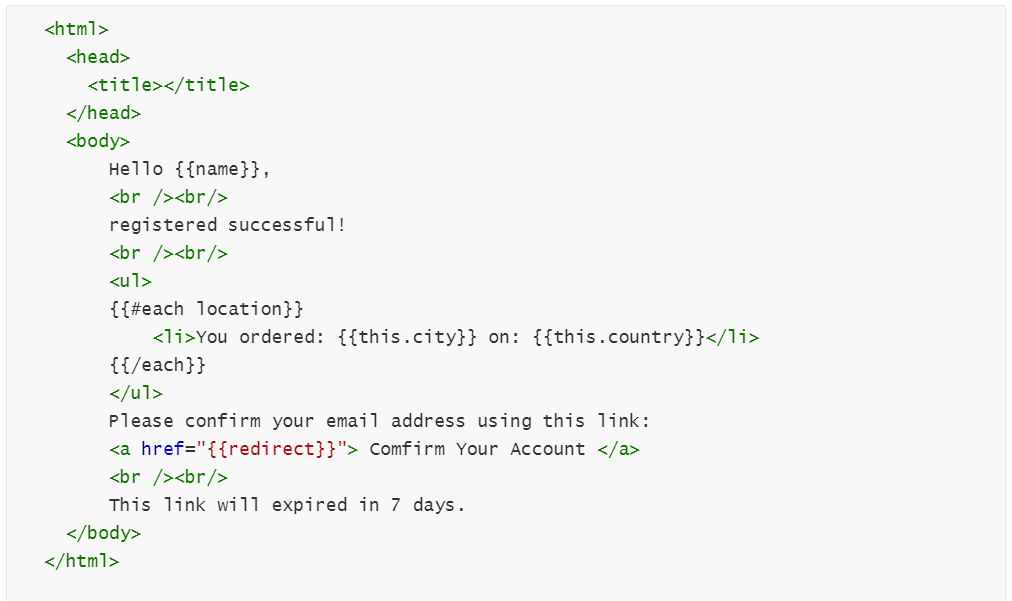 <html>
  <head>
    <title></title>
  </head>
  <body>
      Hello {{name}},
      <br /><br/>
      registered successful!
      <br /><br/>
      <ul>
      {{#each location}}
          <li>You ordered: {{this.city}} on: {{this.country}}</li>
      {{/each}}
      </ul>
      Please confirm your email address using this link:
      <a href="{{redirect}}"> Comfirm Your Account </a>
      <br /><br/>
      This link will expired in 7 days.
  </body>
</html>